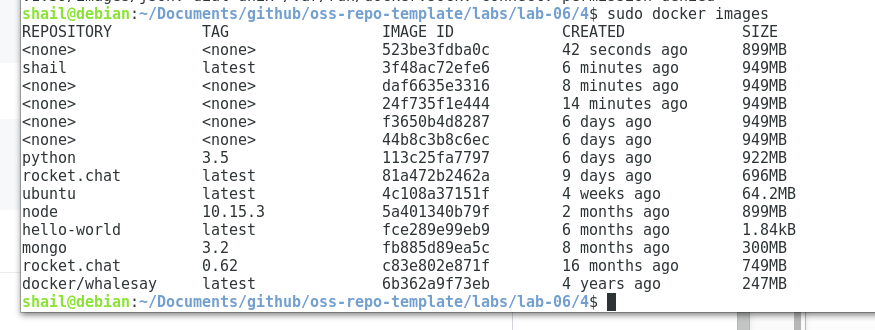 shail@debian:~/Documents/github/oss-repo-template/labs/lab-06/4$ sudo docker images
REPOSITORY TAG IMAGE ID CREATED SIZE
<none> <none> 523be3fdba0c 42 seconds ago 899MB
shail latest 3f48ac72efe6 6 minutes ago 949MB
<none> <none> daf6635e3316 8 minutes ago 949MB
<none> <none> 24f735f1e444 14 minutes ago 949MB
<none> <none> f3650b4d8287 6 days ago 949MB
<none> <none> 44b8c3b8c6ec 6 days ago 949MB
python 3.5 113c25fa7797 6 days ago 922MB
rocket.chat latest 81a472b2462a 9 days ago 696MB
ubuntu latest 4c108a37151f 4 weeks ago 64.2MB
node 10.15.3 5a401340b79f 2 months ago 899MB
hello-world latest fce289e99eb9 6 months ago 1.84kB
mongo 3.2 fb885d89ea5c 8 months ago 300MB
rocket.chat 0.62 c83e802e871f 16 months ago 749MB
docker/whalesay latest 6b362a9f73eb 4 years ago 247MB
shail@debian:~/Documents/github/oss-repo-template/labs/lab-06/4$